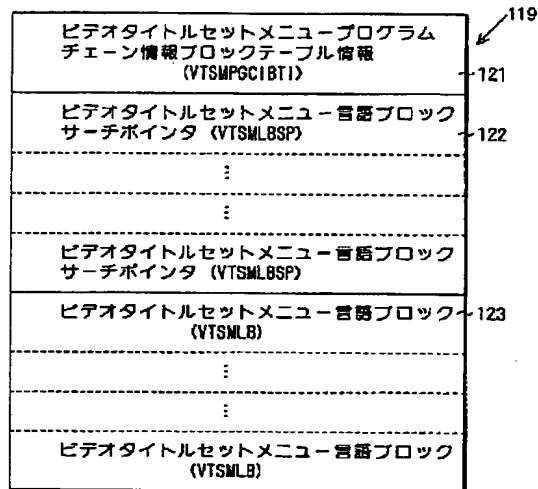 119
ビデオタイトルセットメニュープログラム
チェーン情報ブロックテーブル情報
(VTSMPGCIBTI)
121
ビデオタイトルセットメニュー言語ブロック
サーチポインタ (VTSMLBSP)
122
⋮
⋮
ビデオタイトルセットメニュー言語ブロック
サーチポインタ (VTSMLBSP)
ビデオタイトルセットメニュー言語ブロック
(VTSMLB)
123
⋮
⋮
ビデオタイトルセットメニュー言語ブロック
(VTSMLB)